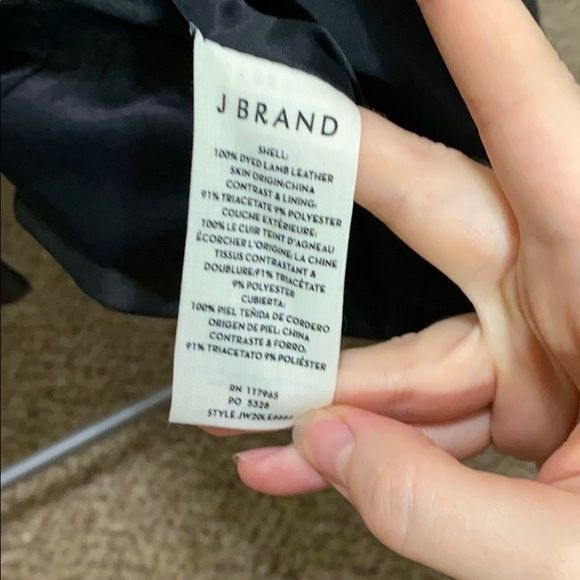 J BRAND
SHELL:
100% DYED LAMB LEATHER
SKIN ORIGIN:CHINA
CONTRAST & LINING:
91% TRIACETATE 9% POLYESTER
COUCHE EXTÉRIEURE:
100% LE CUIR TEINT D'AGNEAU
ÉCORCHER L'ORIGINE: LA CHINE
TISSUS CONTRASTANT &
DOUBLURE:91% TRIACÉTATE
9% POLYESTER
CUBIERTA:
100% PIEL TEÑIDA DE CORDERO
ORIGEN DE PIEL: CHINA
CONTRASTE & FORRO:
91% TRIACETATO 9% POLIÉSTER
RN 117965
PO 5328
STYLE